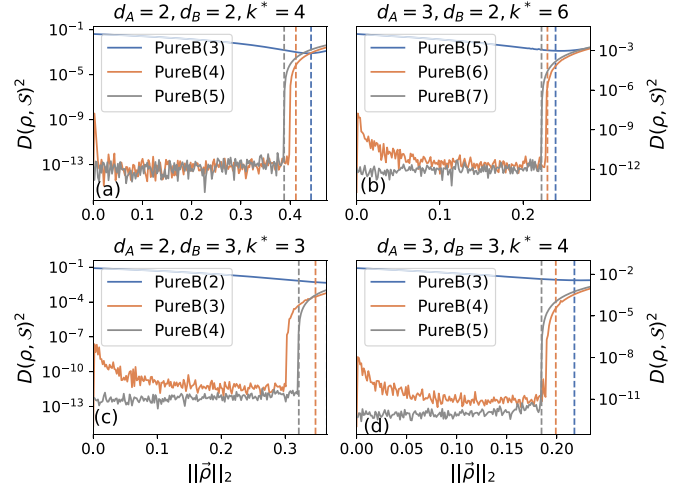 d_A = 2, d_B = 2, k* = 4
10⁻¹
10⁻⁵
10⁻⁹
10⁻¹³
D(ρ, 𝒮)²
PureB(3)
PureB(4)
PureB(5)
(a)
0.0 0.1 0.2 0.3 0.4
d_A = 3, d_B = 2, k* = 6
PureB(5)
PureB(6)
PureB(7)
(b)
0.0 0.1 0.2
10⁻³
10⁻⁶
10⁻⁹
10⁻¹²
D(ρ, 𝒮)²
d_A = 2, d_B = 3, k* = 3
10⁻¹
10⁻⁴
10⁻⁷
10⁻¹⁰
10⁻¹³
D(ρ, 𝒮)²
PureB(2)
PureB(3)
PureB(4)
(c)
0.0 0.1 0.2 0.3
||ρ⃗||₂
d_A = 3, d_B = 3, k* = 4
PureB(3)
PureB(4)
PureB(5)
(d)
0.00 0.05 0.10 0.15 0.20
||ρ⃗||₂
10⁻²
10⁻⁵
10⁻⁸
10⁻¹¹
D(ρ, 𝒮)²